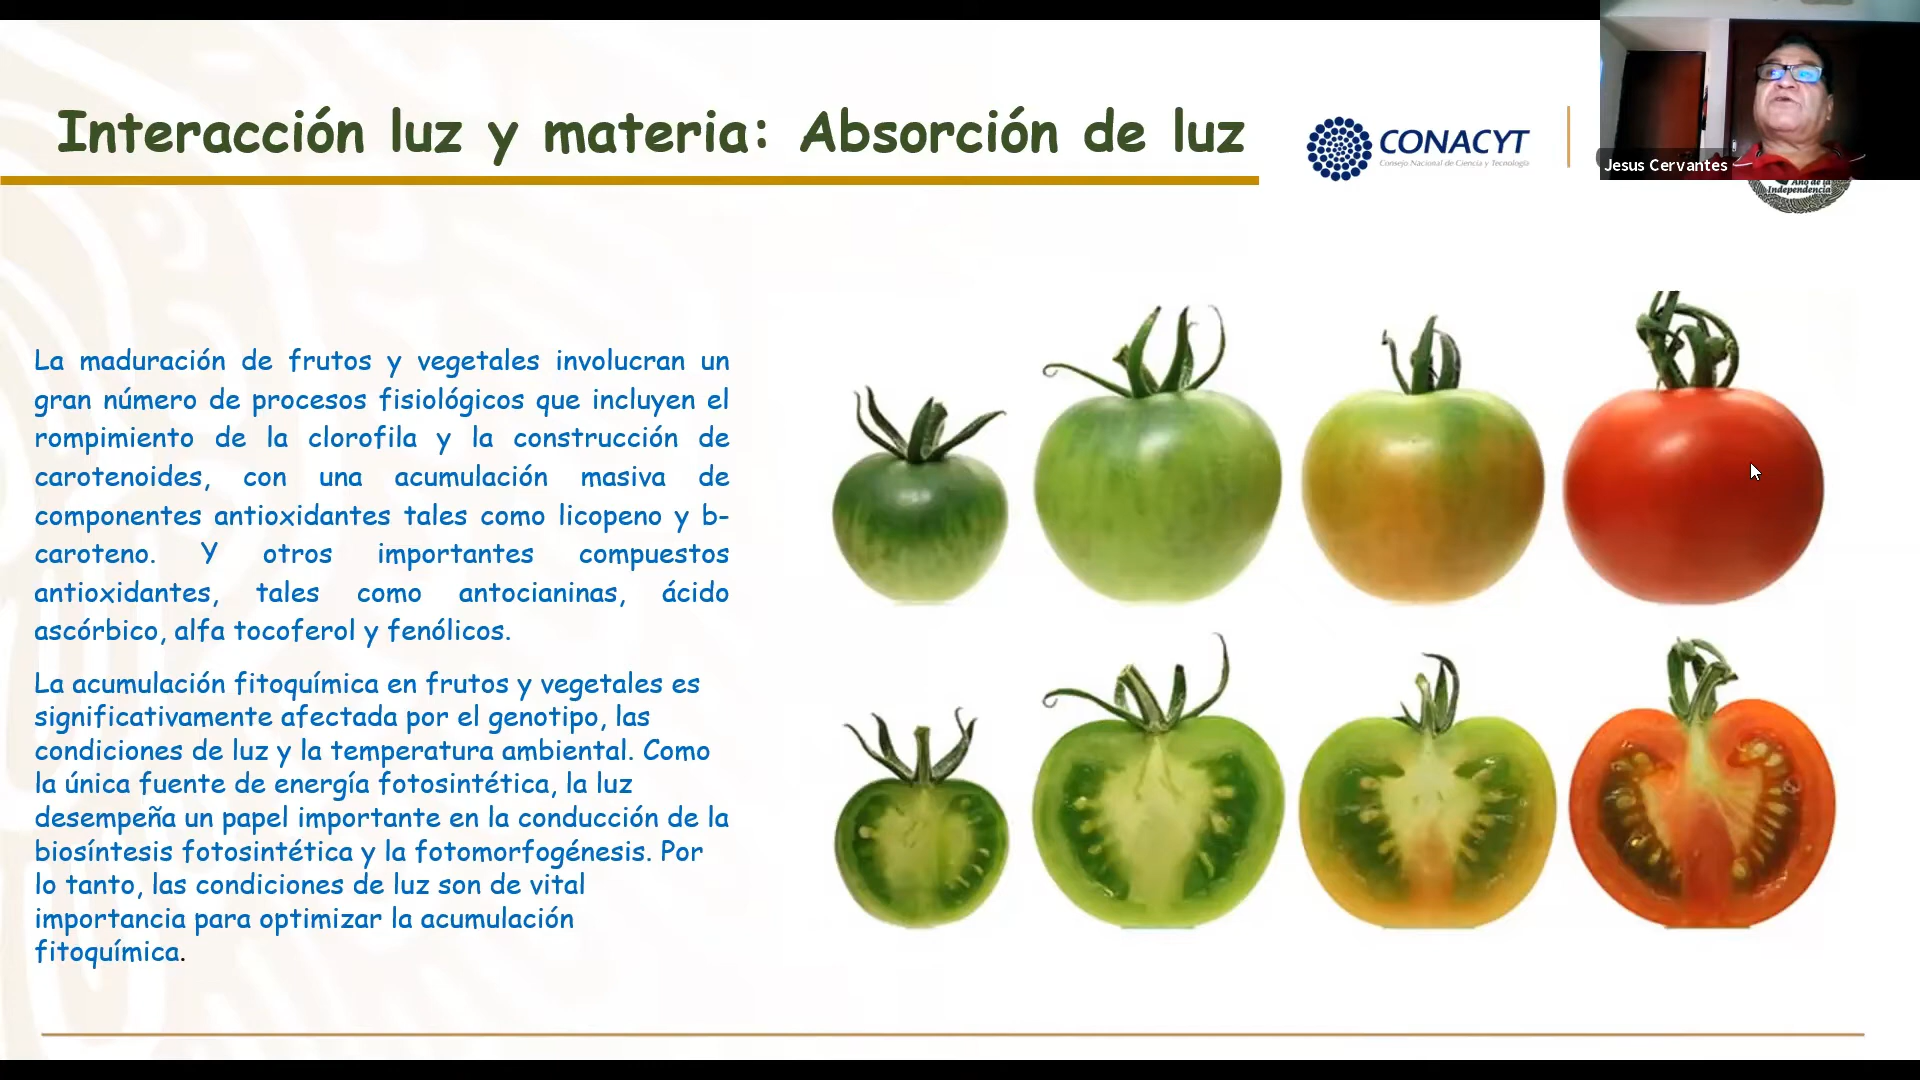 Interacción luz y materia: Absorción de luz
CONACYT
Consejo Nacional de Ciencia y Tecnología
Jesus Cervantes
Año de la
Independencia
La maduración de frutos y vegetales involucran un
gran número de procesos fisiológicos que incluyen el
rompimiento de la clorofila y la construcción de
carotenoides, con una acumulación masiva de
componentes antioxidantes tales como licopeno y b-
caroteno. Y otros importantes compuestos
antioxidantes, tales como antocianinas, ácido
ascórbico, alfa tocoferol y fenólicos.
La acumulación fitoquímica en frutos y vegetales es
significativamente afectada por el genotipo, las
condiciones de luz y la temperatura ambiental. Como
la única fuente de energía fotosintética, la luz
desempeña un papel importante en la conducción de la
biosíntesis fotosintética y la fotomorfogénesis. Por
lo tanto, las condiciones de luz son de vital
importancia para optimizar la acumulación
fitoquímica.